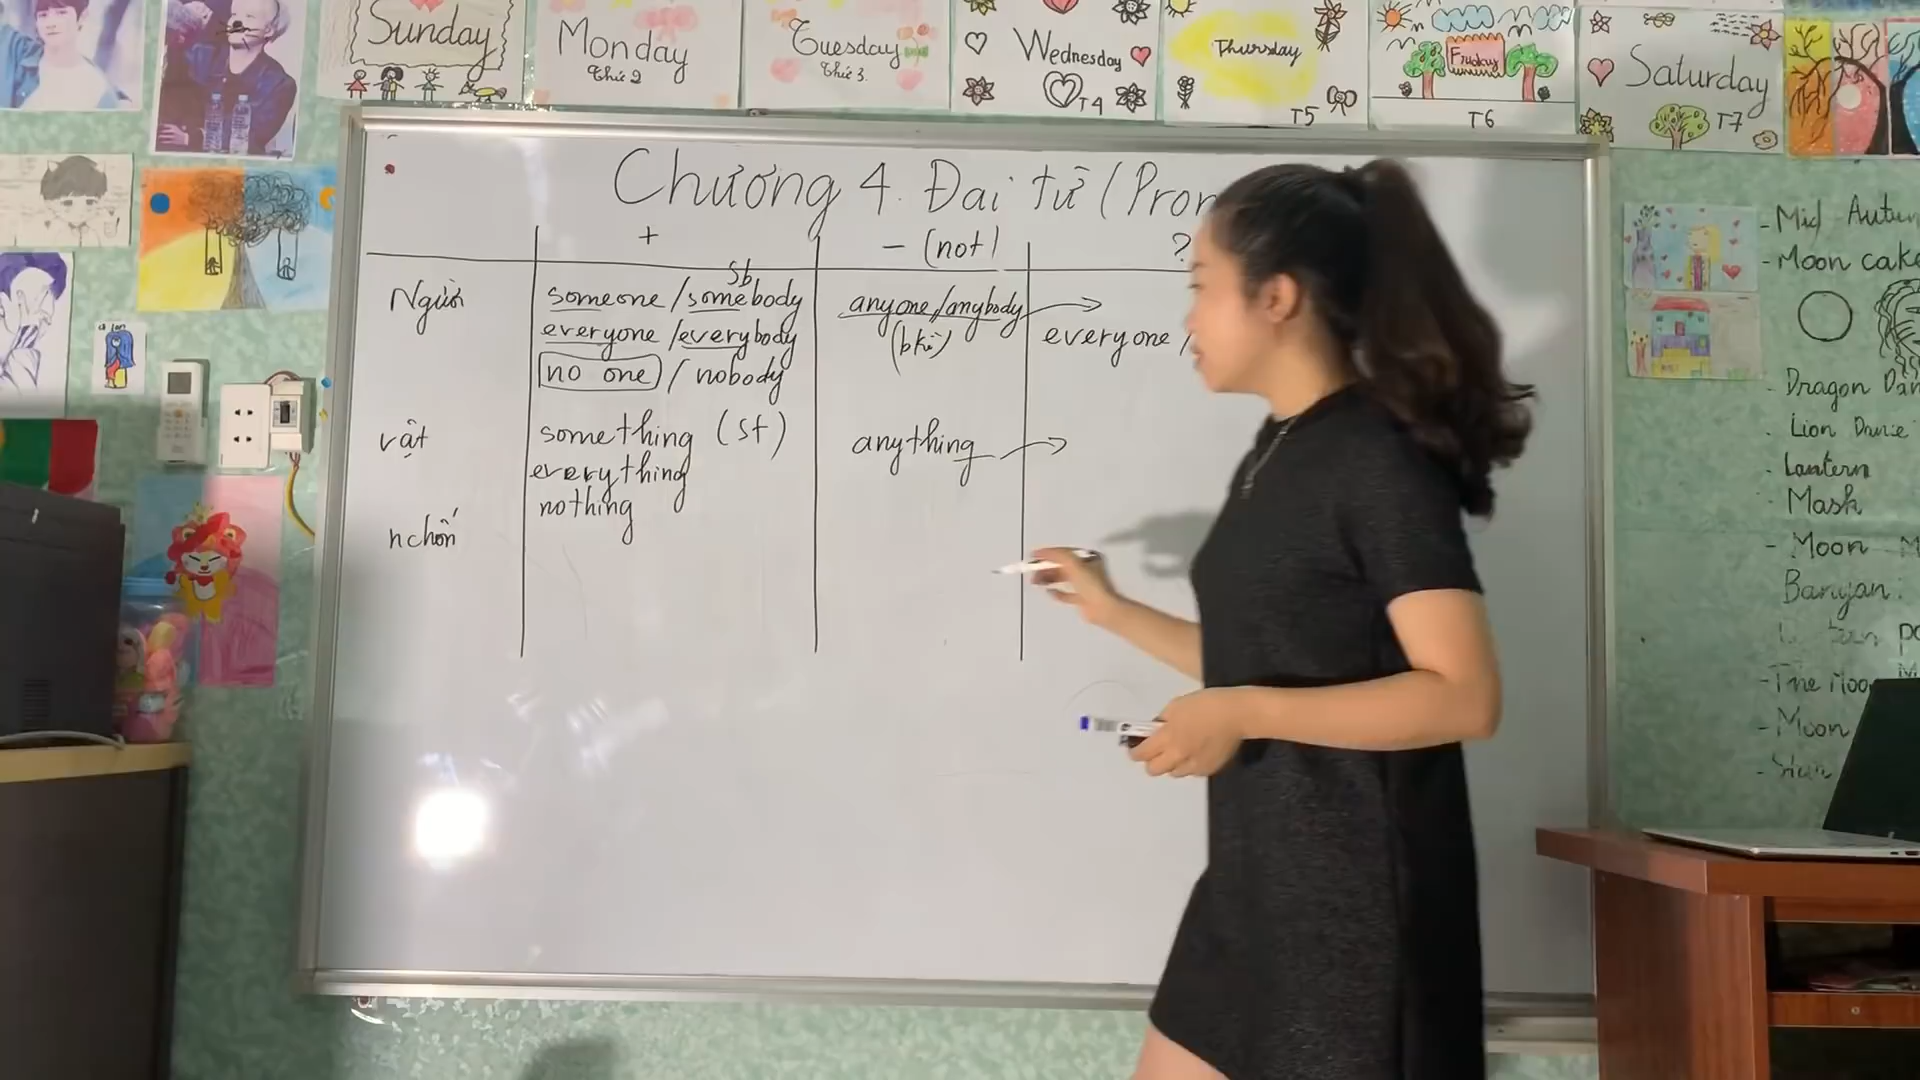 Sunday
Monday
Thứ 2
Tuesday
Thứ 3
Wednesday
T4
Thursday
T5
Friday
T6
Saturday
T7
Chương 4. Đại từ (Pron
+
- (not)
?
Người
sb
someone / somebody
everyone / everybody
no one / nobody
anyone/anybody
(bkì)
everyone /
vật
something (st)
everything
nothing
anything
nchốn
- Mid Autum
- Moon cake
- Dragon Dan
- Lion Dance
- Lantern
- Mask
- Moon M
Banyan:
- The Moo
- Moon